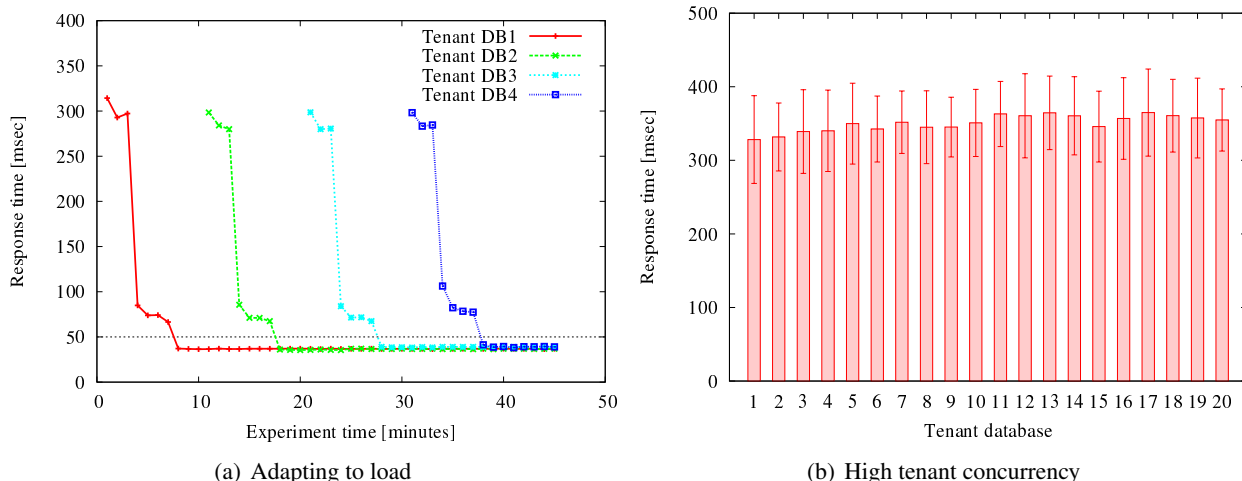 400
350
300
250
200
150
100
50
0
Response time [msec]
Tenant DB1
Tenant DB2
Tenant DB3
Tenant DB4
0 10 20 30 40 50
Experiment time [minutes]
(a) Adapting to load
500
400
300
200
100
0
Response time [msec]
1 2 3 4 5 6 7 8 9 10 11 12 13 14 15 16 17 18 19 20
Tenant database
(b) High tenant concurrency